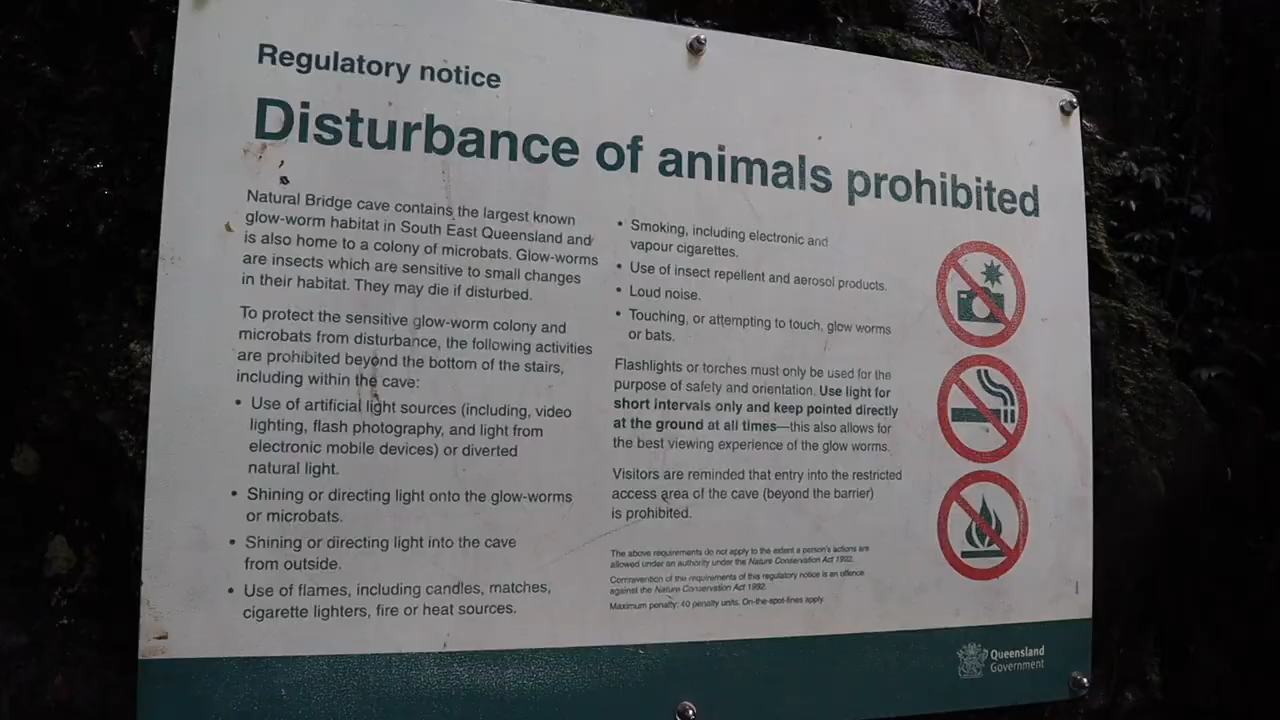 Regulatory notice
Disturbance of animals prohibited
Natural Bridge cave contains the largest known
glow-worm habitat in South East Queensland and
is also home to a colony of microbats. Glow-worms
are insects which are sensitive to small changes
in their habitat. They may die if disturbed.
To protect the sensitive glow-worm colony and
microbats from disturbance, the following activities
are prohibited beyond the bottom of the stairs,
including within the cave:
• Use of artificial light sources (including, video
lighting, flash photography, and light from
electronic mobile devices) or diverted
natural light.
• Shining or directing light onto the glow-worms
or microbats.
• Shining or directing light into the cave
from outside.
• Use of flames, including candles, matches,
cigarette lighters, fire or heat sources.
• Smoking, including electronic and
vapour cigarettes.
• Use of insect repellent and aerosol products.
• Loud noise.
• Touching, or attempting to touch, glow worms
or bats.
Flashlights or torches must only be used for the
purpose of safety and orientation. Use light for
short intervals only and keep pointed directly
at the ground at all times—this also allows for
the best viewing experience of the glow worms.
Visitors are reminded that entry into the restricted
access area of the cave (beyond the barrier)
is prohibited.
The above requirements do not apply to the extent a person's actions are
allowed under an authority under the Nature Conservation Act 1992.
Contravention of the requirements of this regulatory notice is an offence
against the Nature Conservation Act 1992.
Maximum penalty: 40 penalty units. On-the-spot-fines apply.
Queensland
Government